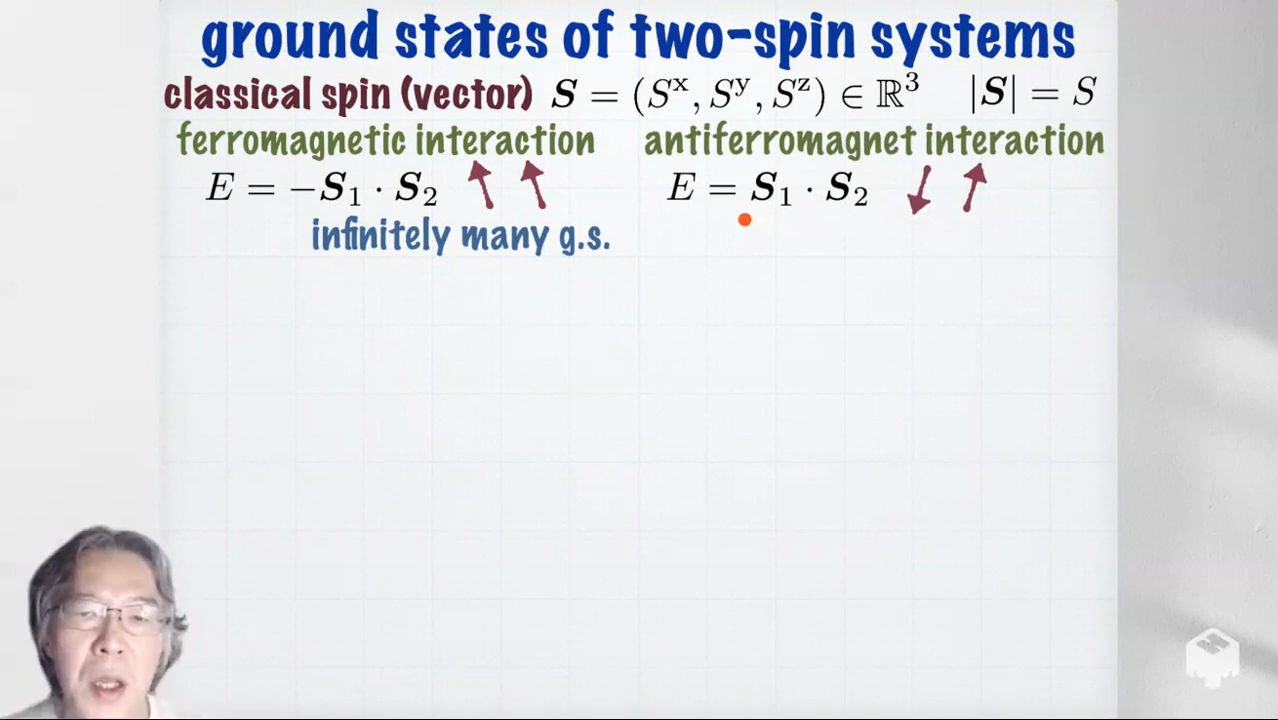 ground states of two-spin systems
classical spin (vector) S = (Sˣ, Sʸ, Sᶻ) ∈ ℝ³ |S| = S
ferromagnetic interaction antiferromagnet interaction
E = −S₁ · S₂ E = S₁ · S₂
infinitely many g.s.